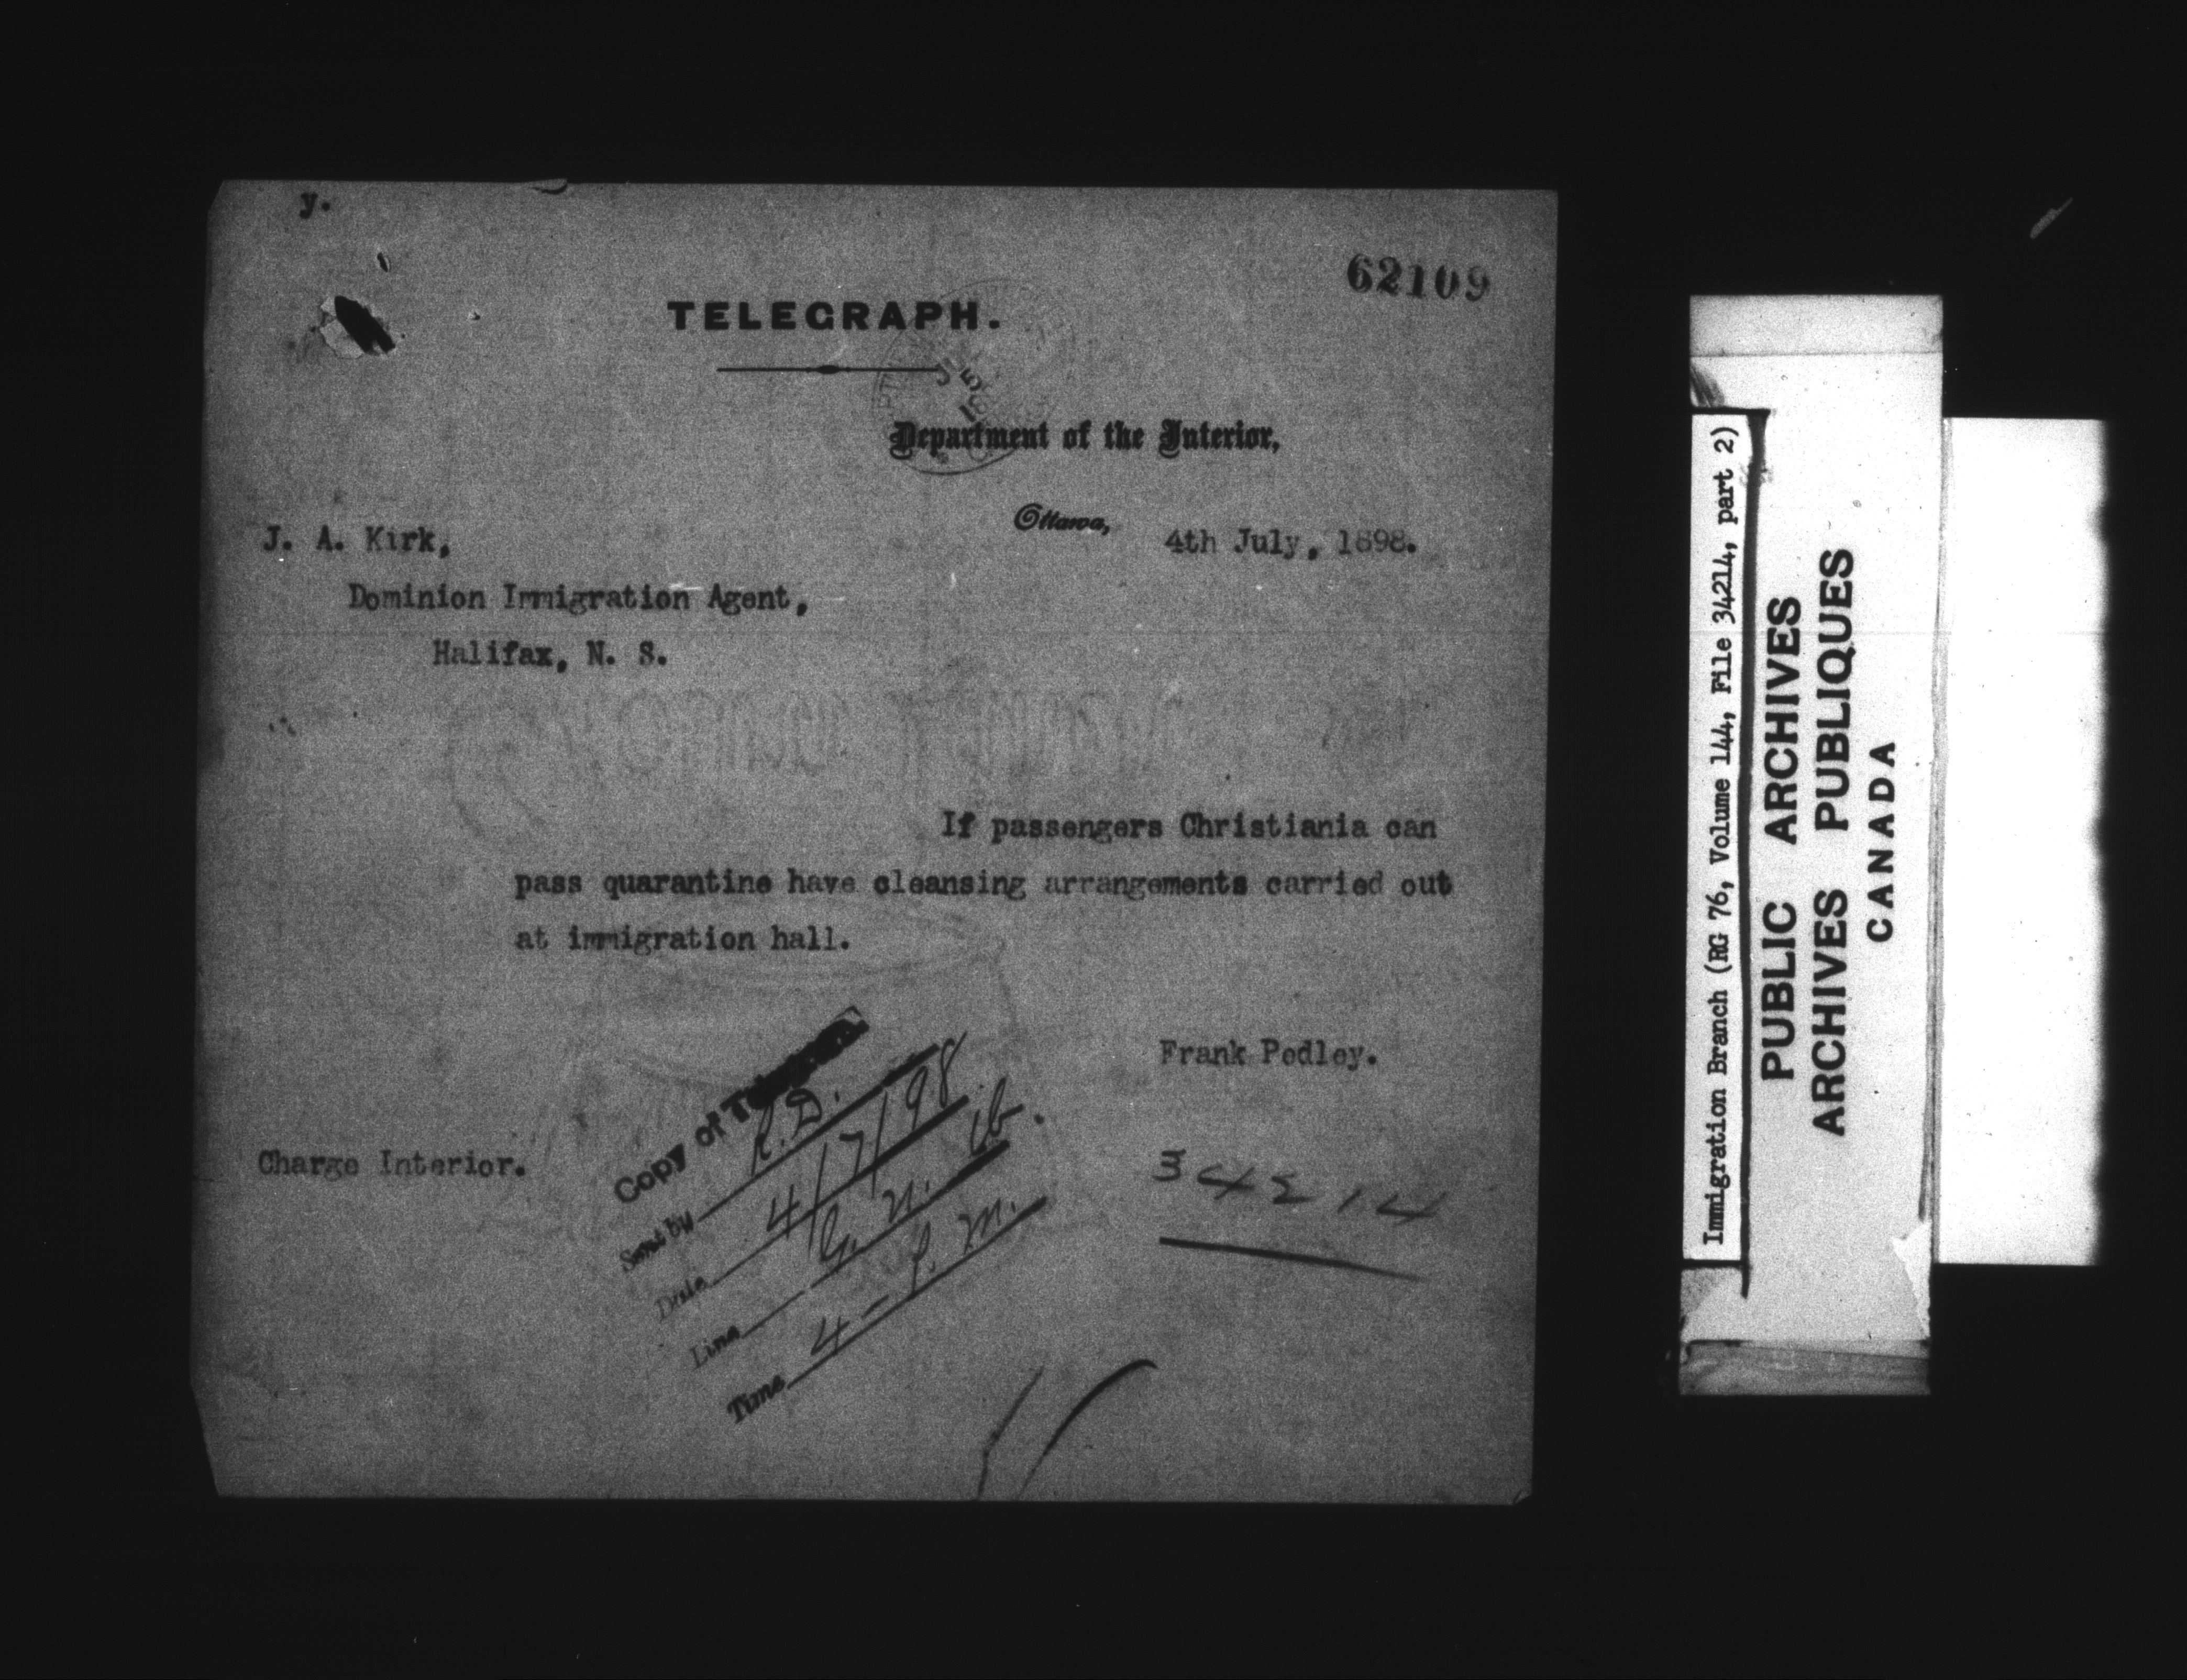 y.
62109
TELEGRAPH.
Department of the Interior,
Ottawa, 4th July, 1898.
J. A. Kirk,
Dominion Immigration Agent,
Halifax, N. S.
If passengers Christiania can
pass quarantine have cleansing arrangements carried out
at immigration hall.
Frank Pedley.
Charge Interior.
Copy of Telegram
Sent By R.D.
Date 4/7/98
Line G. N. W.
Time 4 - P. M.
34214
Immigration Branch (RG 76, Volume 144, File 34214, part 2)
PUBLIC ARCHIVES
ARCHIVES PUBLIQUES
CANADA